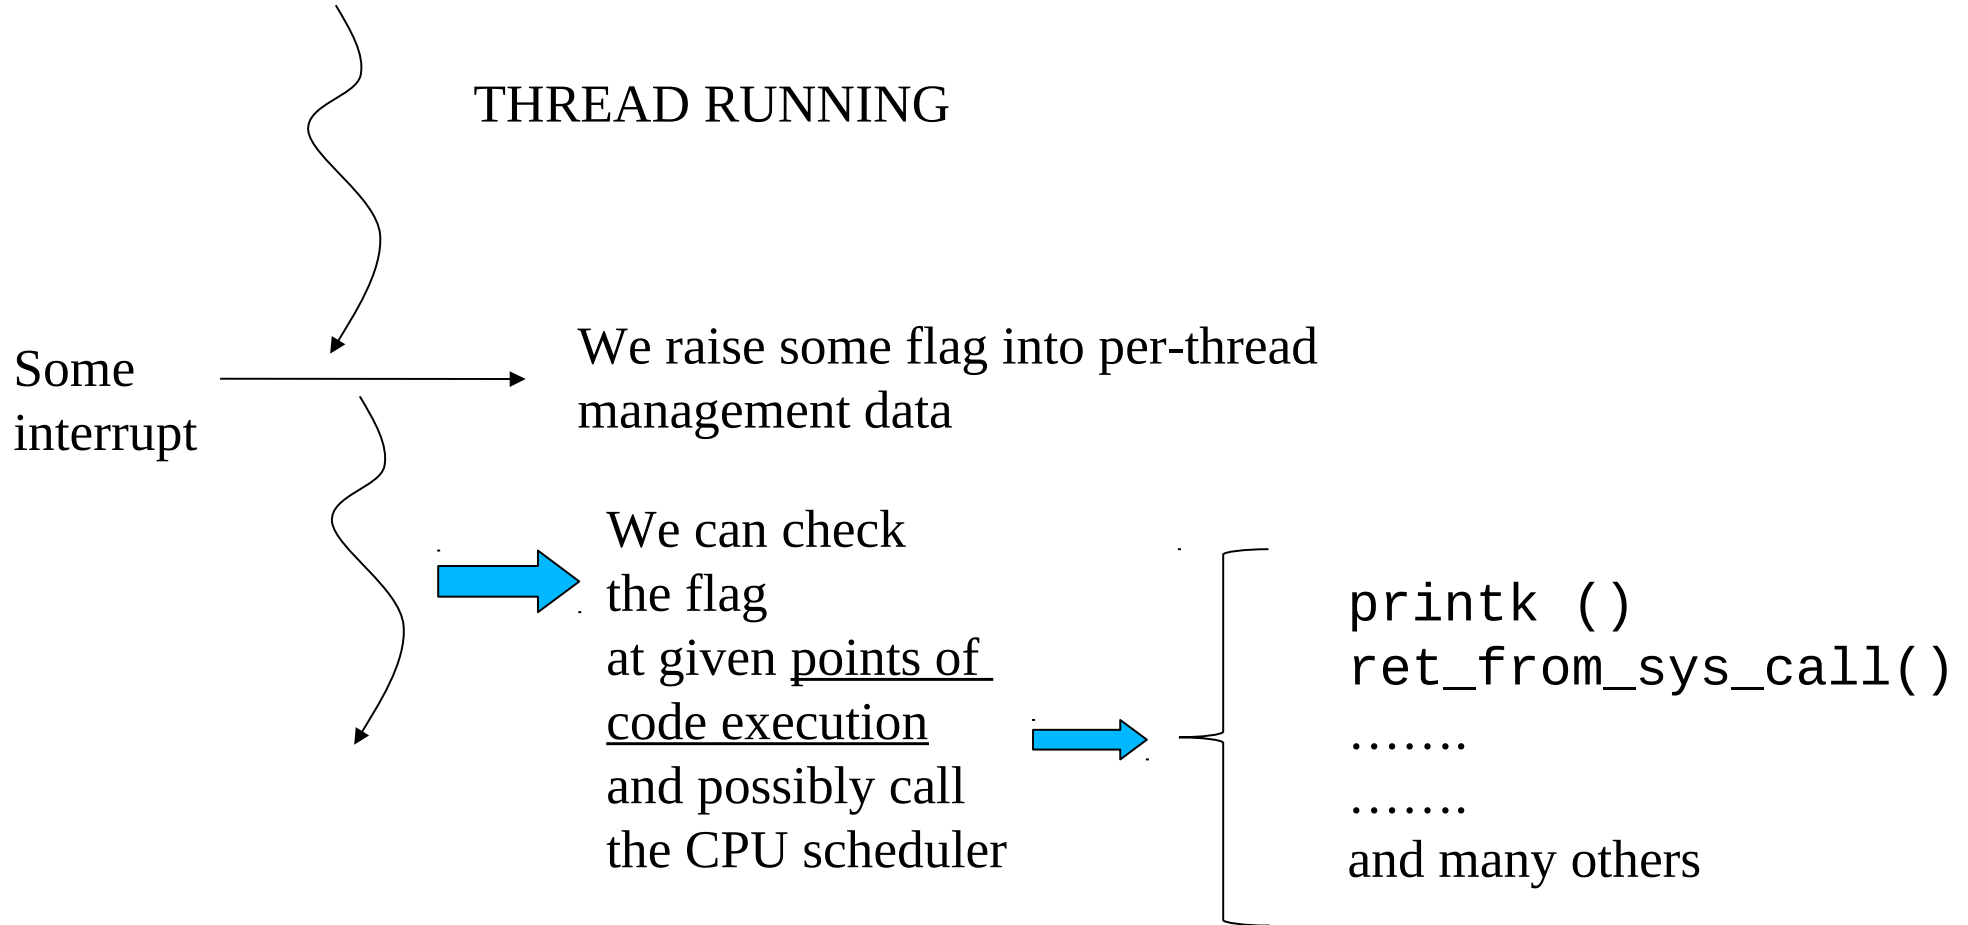 THREAD RUNNING
Some
interrupt
We raise some flag into per-thread
management data
We can check
the flag
at given points of
code execution
and possibly call
the CPU scheduler
printk ()
ret_from_sys_call()
…….
…….
and many others